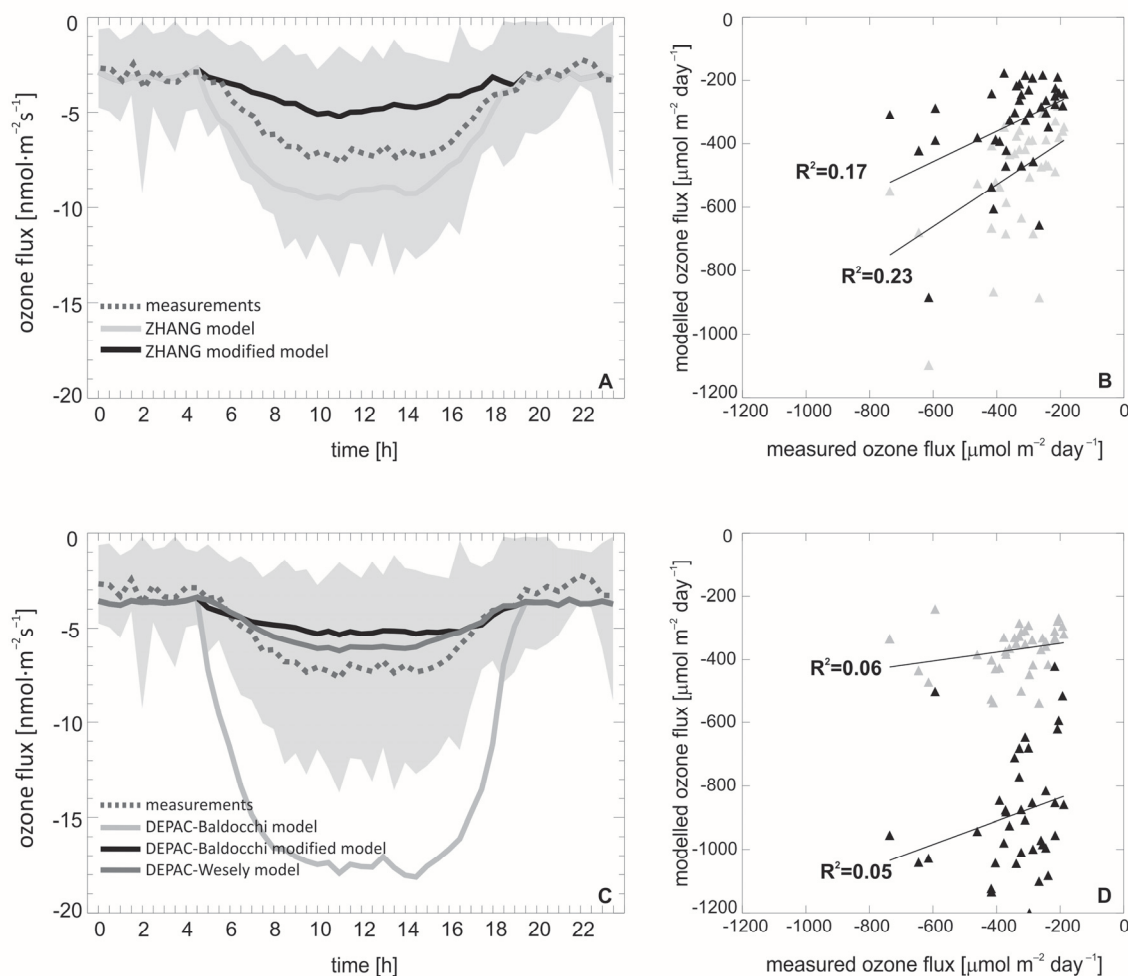 0
-5
-10
-15
-20
ozone flux [nmol·m⁻²s⁻¹]
measurements
ZHANG model
ZHANG modified model
A
0 2 4 6 8 10 12 14 16 18 20 22
time [h]
0
-200
-400
-600
-800
-1000
-1200
modelled ozone flux [μmol m⁻² day⁻¹]
R²=0.17
R²=0.23
B
-1200 -1000 -800 -600 -400 -200 0
measured ozone flux [μmol m⁻² day⁻¹]
0
-5
-10
-15
-20
ozone flux [nmol·m⁻²s⁻¹]
measurements
DEPAC-Baldocchi model
DEPAC-Baldocchi modified model
DEPAC-Wesely model
C
0 2 4 6 8 10 12 14 16 18 20 22
time [h]
0
-200
-400
-600
-800
-1000
-1200
modelled ozone flux [μmol m⁻² day⁻¹]
R²=0.06
R²=0.05
D
-1200 -1000 -800 -600 -400 -200 0
measured ozone flux [μmol m⁻² day⁻¹]